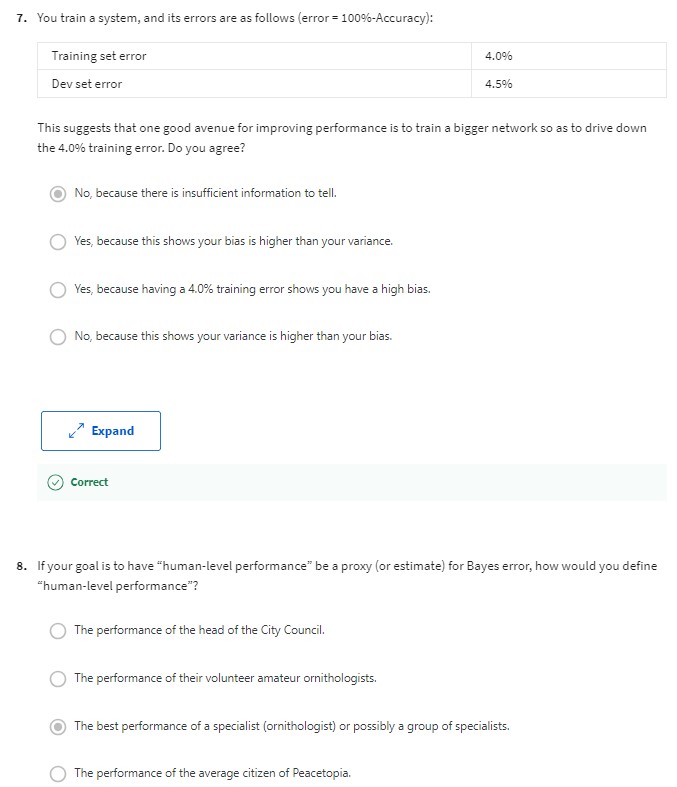 7. You train a system, and its errors are as follows (error = 100%-Accuracy):
Training set error 4.0%
Dev set error 4.5%
This suggests that one good avenue for improving performance is to train a bigger network so as to drive down
the 4.0% training error. Do you agree?
No, because there is insufficient information to tell.
Yes, because this shows your bias is higher than your variance.
Yes, because having a 4.0% training error shows you have a high bias.
No, because this shows your variance is higher than your bias.
Expand
Correct
8. If your goal is to have “human-level performance” be a proxy (or estimate) for Bayes error, how would you define
“human-level performance”?
The performance of the head of the City Council.
The performance of their volunteer amateur ornithologists.
The best performance of a specialist (ornithologist) or possibly a group of specialists.
The performance of the average citizen of Peacetopia.